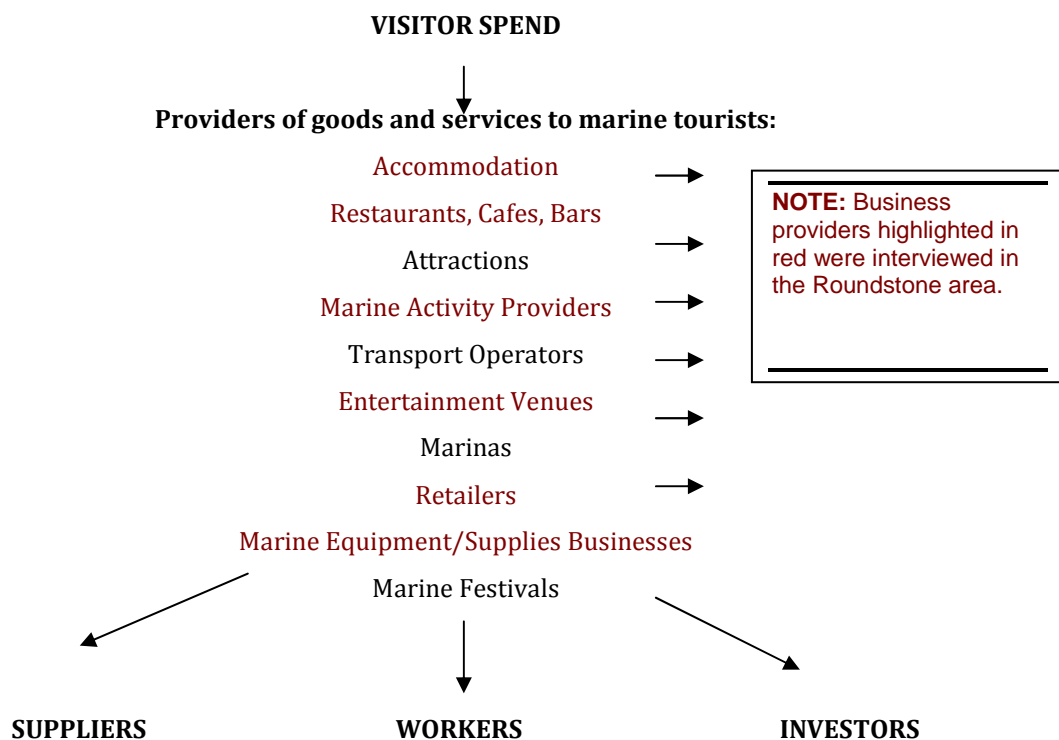 VISITOR SPEND
Providers of goods and services to marine tourists:
Accommodation
Restaurants, Cafes, Bars
Attractions
Marine Activity Providers
Transport Operators
Entertainment Venues
Marinas
Retailers
Marine Equipment/Supplies Businesses
Marine Festivals
NOTE: Business
providers highlighted in
red were interviewed in
the Roundstone area.
SUPPLIERS
WORKERS
INVESTORS